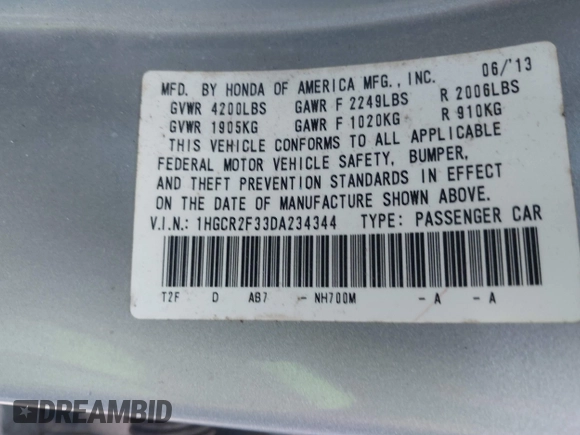 MFD. BY HONDA OF AMERICA MFG., INC. 06/'13
GVWR 4200LBS GAWR F 2249LBS R 2006LBS
GVWR 1905KG GAWR F 1020KG R 910KG
THIS VEHICLE CONFORMS TO ALL APPLICABLE
FEDERAL MOTOR VEHICLE SAFETY, BUMPER,
AND THEFT PREVENTION STANDARDS IN EFFECT
ON THE DATE OF MANUFACTURE SHOWN ABOVE.
V.I.N.: 1HGCR2F33DA234344 TYPE: PASSENGER CAR
T2F D AB7 - NH700M - A - A
DREAMBID